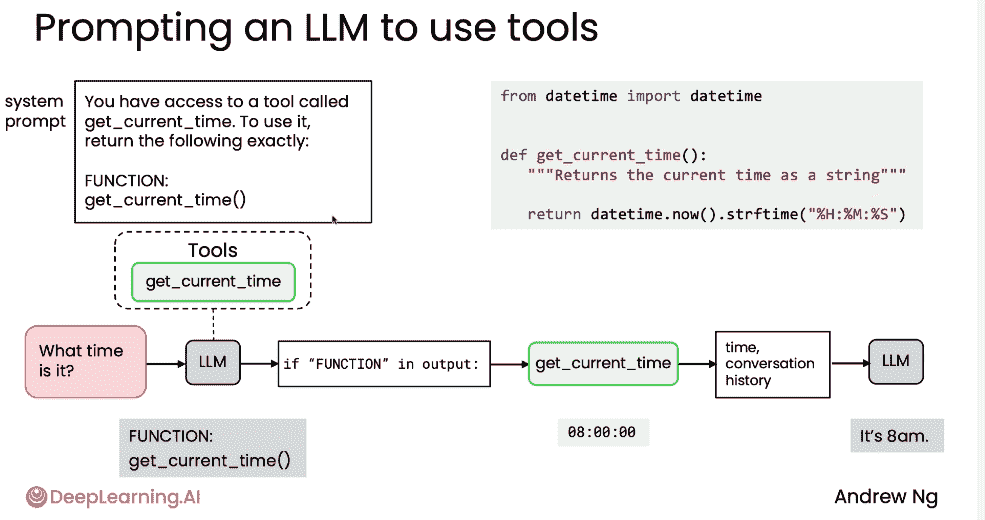 Prompting an LLM to use tools
system
prompt
You have access to a tool called
get_current_time. To use it,
return the following exactly:
FUNCTION:
get_current_time()
from datetime import datetime
def get_current_time():
"""Returns the current time as a string"""
return datetime.now().strftime("%H:%M:%S")
Tools
get_current_time
What time
is it?
LLM
if "FUNCTION" in output:
get_current_time
time,
conversation
history
LLM
FUNCTION:
get_current_time()
08:00:00
It's 8am.
DeepLearning.AI
Andrew Ng